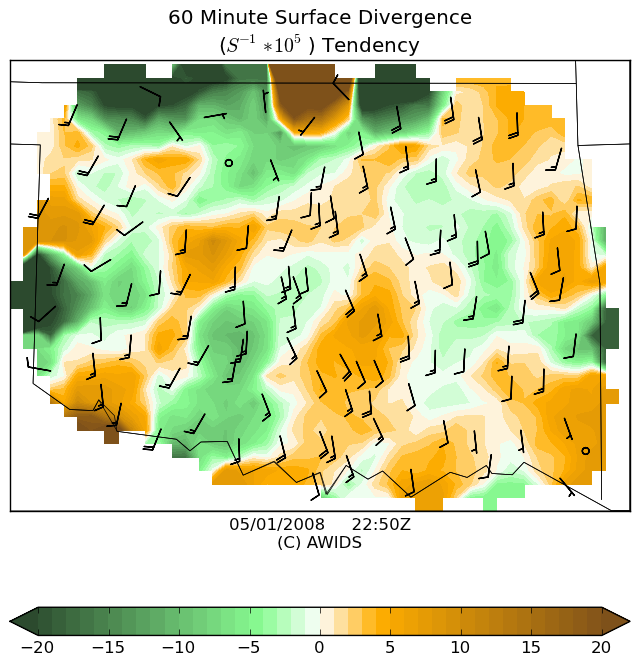 60 Minute Surface Divergence
(S⁻¹ * 10⁵ ) Tendency
05/01/2008 22:50Z
(C) AWIDS
−20 −15 −10 −5 0 5 10 15 20